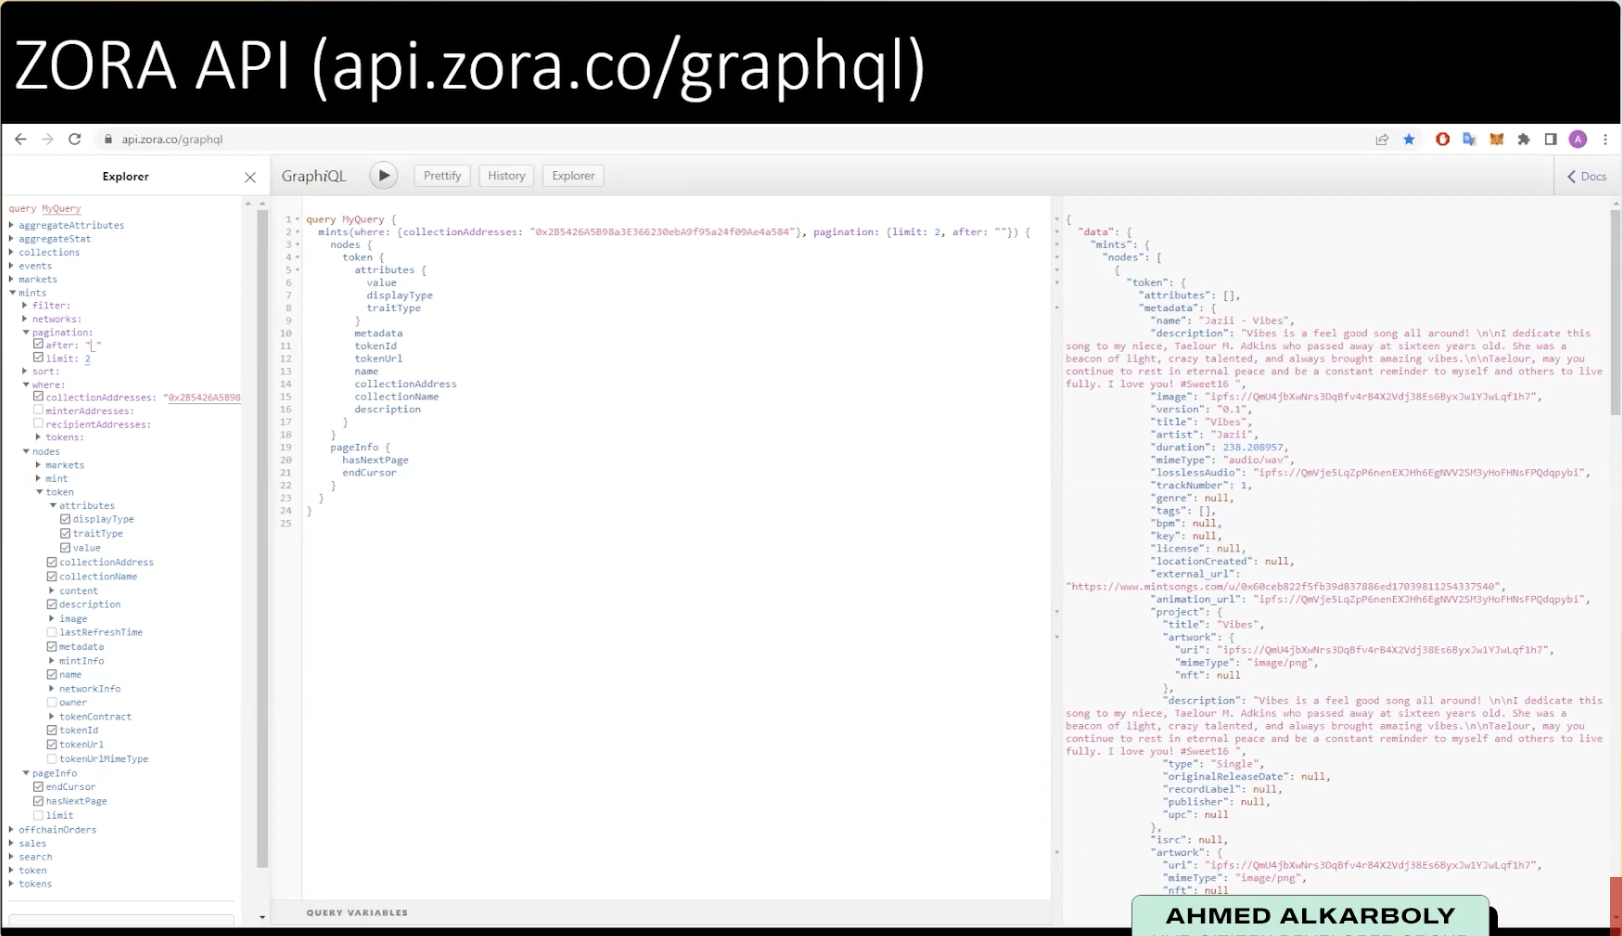 ZORA API (api.zora.co/graphql)
api.zora.co/graphql
A
Explorer
query MyQuery
aggregateAttributes
aggregateStat
collections
events
markets
mints
filter:
networks:
pagination:
after: "_"
limit: 2
sort:
where:
collectionAddresses: "0x2B5426A5B98
minterAddresses:
recipientAddresses:
tokens:
nodes
markets
mint
token
attributes
displayType
traitType
value
collectionAddress
collectionName
content
description
image
lastRefreshTime
metadata
mintInfo
name
networkInfo
owner
tokenContract
tokenId
tokenUrl
tokenUrlMimeType
pageInfo
endCursor
hasNextPage
limit
offchainOrders
sales
search
token
tokens
GraphiQL Prettify History Explorer Docs
1 query MyQuery {
2 mints(where: {collectionAddresses: "0x2B5426A5B98a3E366230ebA9f95a24f09Ae4a584"}, pagination: {limit: 2, after: ""}) {
3 nodes {
4 token {
5 attributes {
6 value
7 displayType
8 traitType
9 }
10 metadata
11 tokenId
12 tokenUrl
13 name
14 collectionAddress
15 collectionName
16 description
17 }
18 }
19 pageInfo {
20 hasNextPage
21 endCursor
22 }
23 }
24 }
25
QUERY VARIABLES
{
"data": {
"mints": {
"nodes": [
{
"token": {
"attributes": [],
"metadata": {
"name": "Jazii - Vibes",
"description": "Vibes is a feel good song all around! \n\nI dedicate this
song to my niece, Taelour M. Adkins who passed away at sixteen years old. She was a
beacon of light, crazy talented, and always brought amazing vibes.\n\nTaelour, may you
continue to rest in eternal peace and be a constant reminder to myself and others to live
fully. I love you! #Sweet16 ",
"image": "ipfs://QmU4jbXwNrs3DqBfv4rB4X2Vdj38Es6ByxJw1YJwLqf1h7",
"version": "0.1",
"title": "Vibes",
"artist": "Jazii",
"duration": 238.208957,
"mimeType": "audio/wav",
"losslessAudio": "ipfs://QmVje5LqZpP6nenEXJHh6EgNVV2SM3yHoFHNsFPQdqpybi",
"trackNumber": 1,
"genre": null,
"tags": [],
"bpm": null,
"key": null,
"license": null,
"locationCreated": null,
"external_url":
"https://www.mintsongs.com/u/0x60ceb822f5fb39d837886ed17039811254337540",
"animation_url": "ipfs://QmVje5LqZpP6nenEXJHh6EgNVV2SM3yHoFHNsFPQdqpybi",
"project": {
"title": "Vibes",
"artwork": {
"uri": "ipfs://QmU4jbXwNrs3DqBfv4rB4X2Vdj38Es6ByxJw1YJwLqf1h7",
"mimeType": "image/png",
"nft": null
},
"description": "Vibes is a feel good song all around! \n\nI dedicate this
song to my niece, Taelour M. Adkins who passed away at sixteen years old. She was a
beacon of light, crazy talented, and always brought amazing vibes.\n\nTaelour, may you
continue to rest in eternal peace and be a constant reminder to myself and others to live
fully. I love you! #Sweet16 ",
"type": "Single",
"originalReleaseDate": null,
"recordLabel": null,
"publisher": null,
"upc": null
},
"isrc": null,
"artwork": {
"uri": "ipfs://QmU4jbXwNrs3DqBfv4rB4X2Vdj38Es6ByxJw1YJwLqf1h7",
"mimeType": "image/png",
"nft": null
AHMED ALKARBOLY